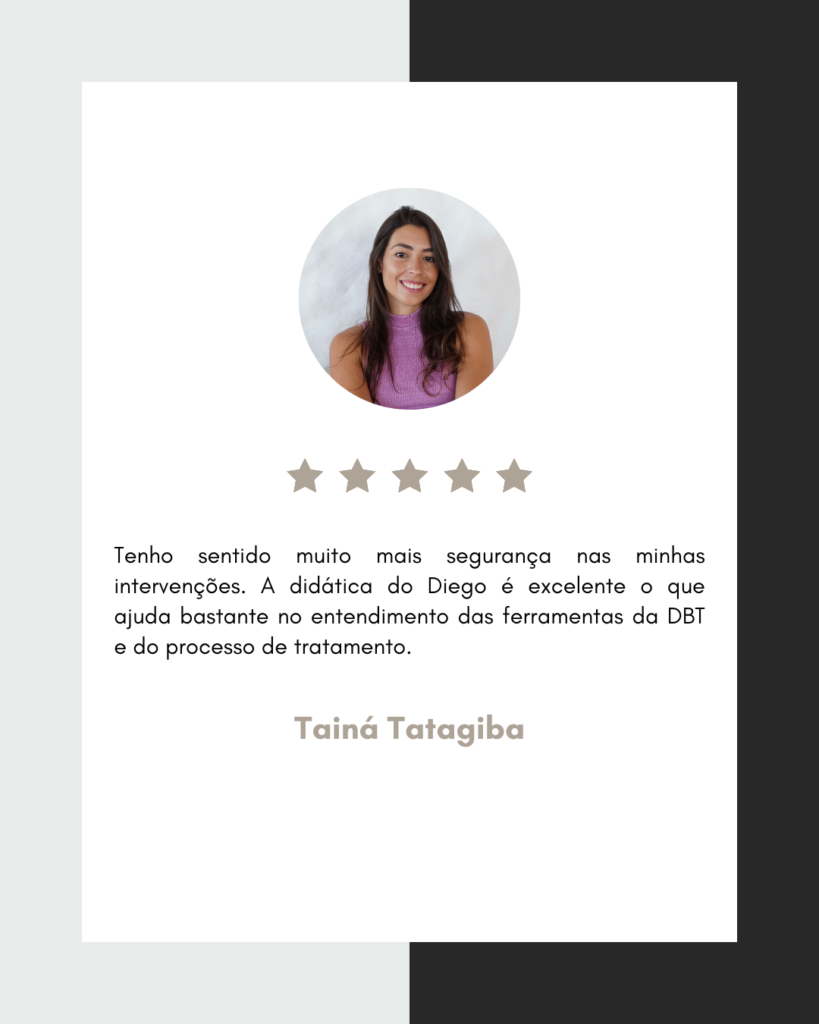 Tenho sentido muito mais segurança nas minhas
intervenções. A didática do Diego é excelente o que
ajuda bastante no entendimento das ferramentas da DBT
e do processo de tratamento.
Tainá Tatagiba